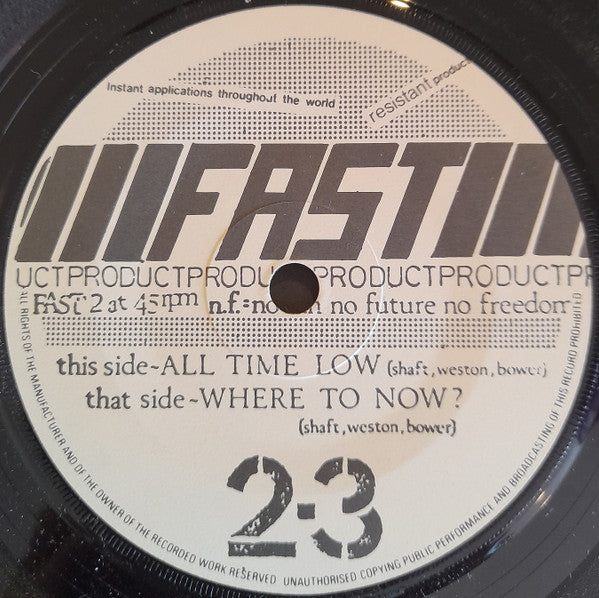 Instant applications throughout the world
resistant produc
FAST
UCTPRODUCTPRODU PRODUCTPRODUCTPR
FAST 2 at 45rpm n.f.=no no future no freedom
this side~ALL TIME LOW (shaft, weston, bower)
that side~WHERE TO NOW?
(shaft, weston, bower)
2-3
ALL RIGHTS OF THE MANUFACTURER AND OF THE OWNER OF THE RECORDED WORK RESERVED UNAUTHORISED COPYING PUBLIC PERFORMANCE AND BROADCASTING OF THIS RECORD PROHIBITED